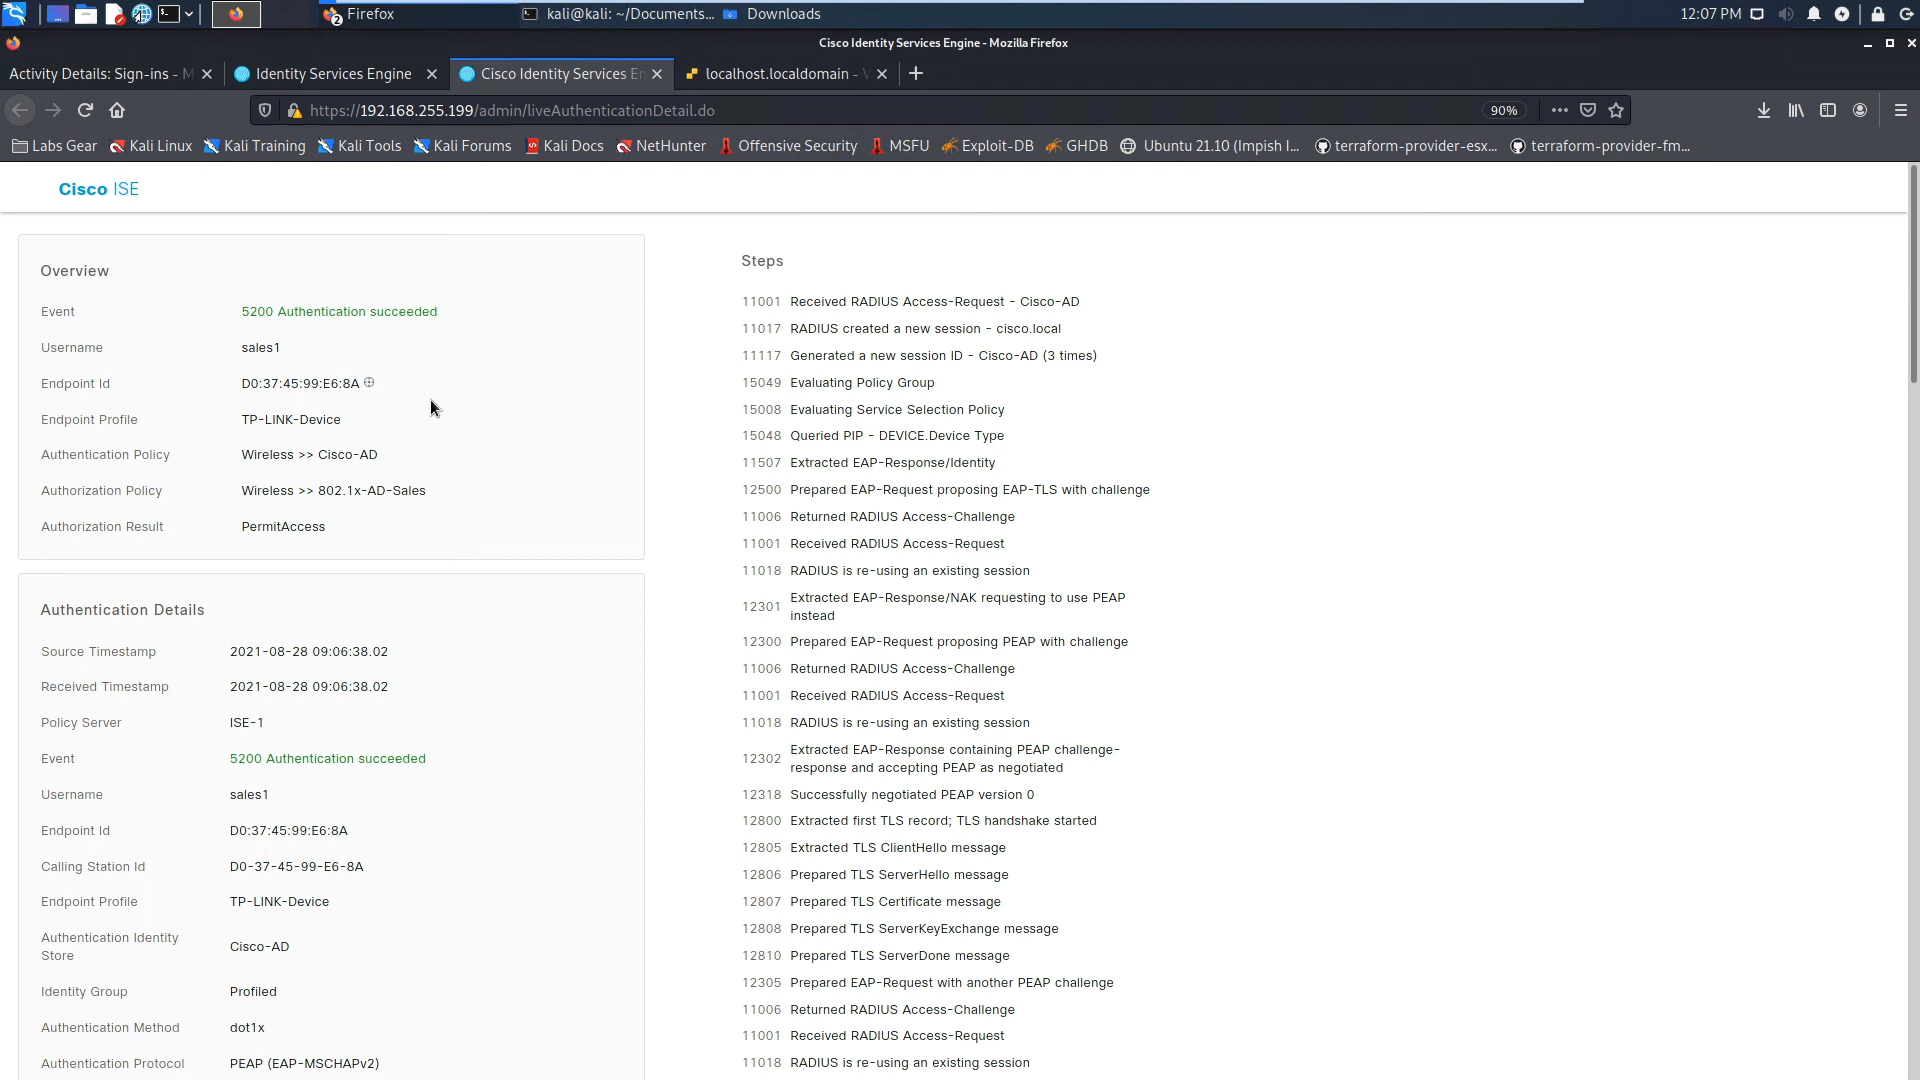 Firefox
2
kali@kali: ~/Documents...
Downloads
12:07 PM
Cisco Identity Services Engine - Mozilla Firefox
Activity Details: Sign-ins - M
Identity Services Engine
Cisco Identity Services En
localhost.localdomain -
https://192.168.255.199/admin/liveAuthenticationDetail.do
90%
Labs Gear
Kali Linux
Kali Training
Kali Tools
Kali Forums
Kali Docs
NetHunter
Offensive Security
MSFU
Exploit-DB
GHDB
Ubuntu 21.10 (Impish I...
terraform-provider-esx...
terraform-provider-fm...
Cisco ISE
Overview
Event 5200 Authentication succeeded
Username sales1
Endpoint Id D0:37:45:99:E6:8A
Endpoint Profile TP-LINK-Device
Authentication Policy Wireless >> Cisco-AD
Authorization Policy Wireless >> 802.1x-AD-Sales
Authorization Result PermitAccess
Authentication Details
Source Timestamp 2021-08-28 09:06:38.02
Received Timestamp 2021-08-28 09:06:38.02
Policy Server ISE-1
Event 5200 Authentication succeeded
Username sales1
Endpoint Id D0:37:45:99:E6:8A
Calling Station Id D0-37-45-99-E6-8A
Endpoint Profile TP-LINK-Device
Authentication Identity
Store
Cisco-AD
Identity Group Profiled
Authentication Method dot1x
Authentication Protocol PEAP (EAP-MSCHAPv2)
Steps
11001 Received RADIUS Access-Request - Cisco-AD
11017 RADIUS created a new session - cisco.local
11117 Generated a new session ID - Cisco-AD (3 times)
15049 Evaluating Policy Group
15008 Evaluating Service Selection Policy
15048 Queried PIP - DEVICE.Device Type
11507 Extracted EAP-Response/Identity
12500 Prepared EAP-Request proposing EAP-TLS with challenge
11006 Returned RADIUS Access-Challenge
11001 Received RADIUS Access-Request
11018 RADIUS is re-using an existing session
12301 Extracted EAP-Response/NAK requesting to use PEAP
instead
12300 Prepared EAP-Request proposing PEAP with challenge
11006 Returned RADIUS Access-Challenge
11001 Received RADIUS Access-Request
11018 RADIUS is re-using an existing session
12302 Extracted EAP-Response containing PEAP challenge-
response and accepting PEAP as negotiated
12318 Successfully negotiated PEAP version 0
12800 Extracted first TLS record; TLS handshake started
12805 Extracted TLS ClientHello message
12806 Prepared TLS ServerHello message
12807 Prepared TLS Certificate message
12808 Prepared TLS ServerKeyExchange message
12810 Prepared TLS ServerDone message
12305 Prepared EAP-Request with another PEAP challenge
11006 Returned RADIUS Access-Challenge
11001 Received RADIUS Access-Request
11018 RADIUS is re-using an existing session